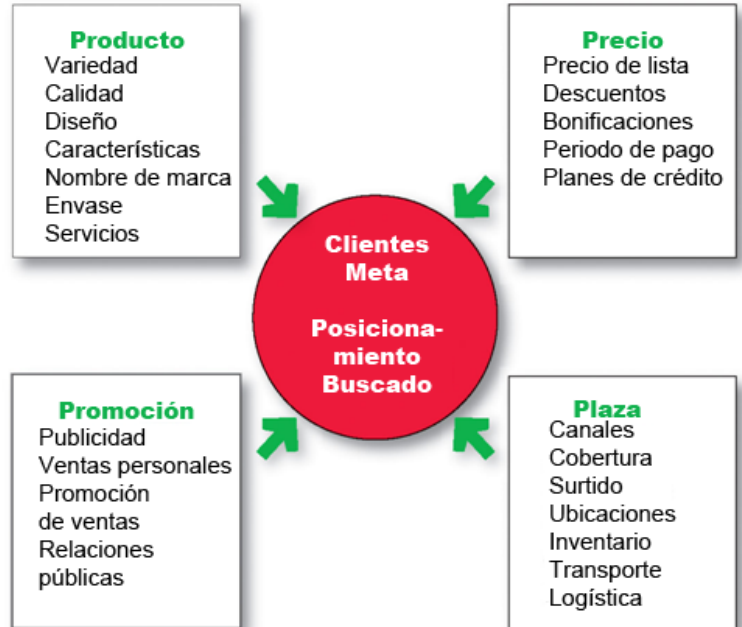 Producto
Variedad
Calidad
Diseño
Características
Nombre de marca
Envase
Servicios
Precio
Precio de lista
Descuentos
Bonificaciones
Periodo de pago
Planes de crédito
Clientes
Meta
Posiciona-
miento
Buscado
Promoción
Publicidad
Ventas personales
Promoción
de ventas
Relaciones
públicas
Plaza
Canales
Cobertura
Surtido
Ubicaciones
Inventario
Transporte
Logística